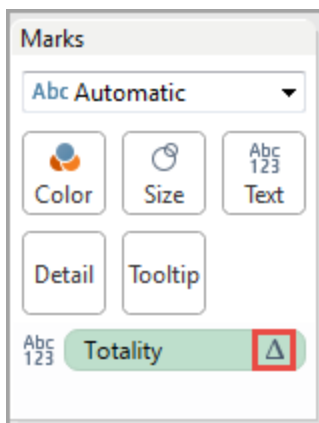 Marks
Abc Automatic
Abc
123
Color Size Text
Detail Tooltip
Abc
123
Totality Δ